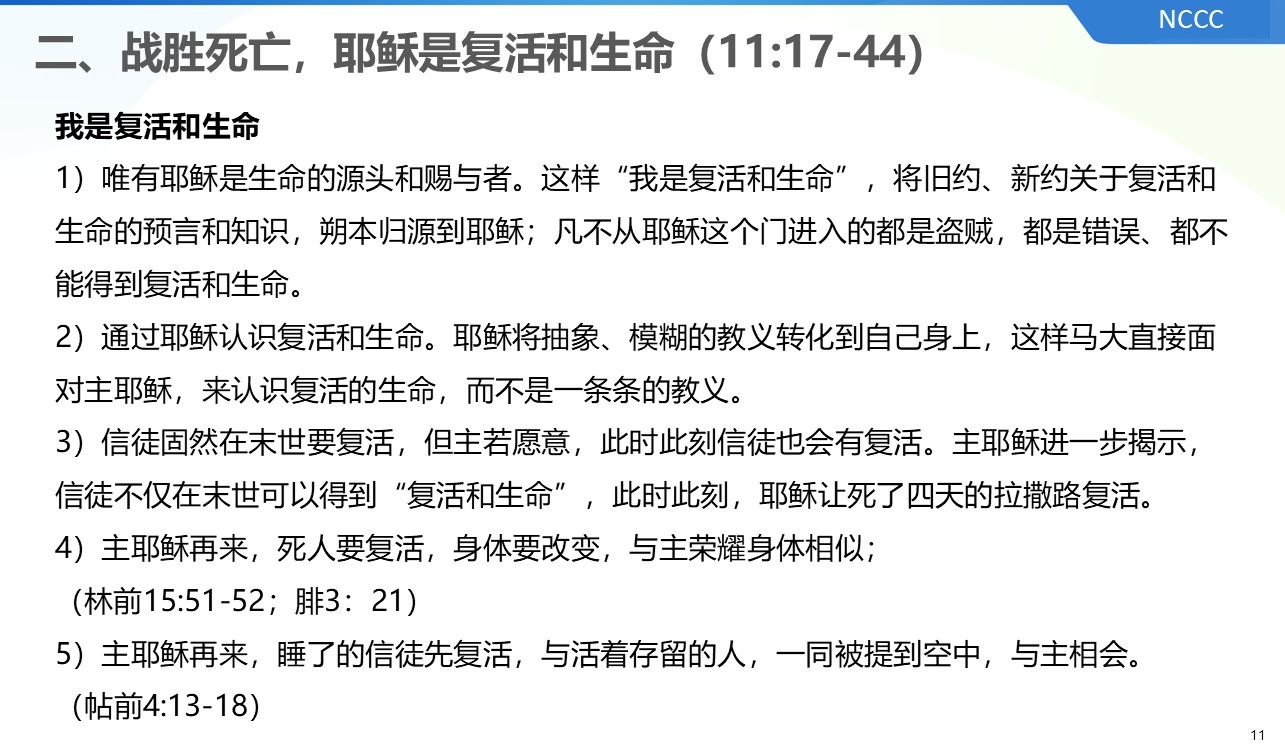 NCCC
二、战胜死亡，耶稣是复活和生命（11:17-44）
我是复活和生命
1）唯有耶稣是生命的源头和赐与者。这样“我是复活和生命”，将旧约、新约关于复活和
生命的预言和知识，朔本归源到耶稣；凡不从耶稣这个门进入的都是盗贼，都是错误、都不
能得到复活和生命。
2）通过耶稣认识复活和生命。耶稣将抽象、模糊的教义转化到自己身上，这样马大直接面
对主耶稣，来认识复活的生命，而不是一条条的教义。
3）信徒固然在末世要复活，但主若愿意，此时此刻信徒也会有复活。主耶稣进一步揭示，
信徒不仅在末世可以得到“复活和生命”，此时此刻，耶稣让死了四天的拉撒路复活。
4）主耶稣再来，死人要复活，身体要改变，与主荣耀身体相似；
（林前15:51-52；腓3：21）
5）主耶稣再来，睡了的信徒先复活，与活着存留的人，一同被提到空中，与主相会。
（帖前4:13-18）
11